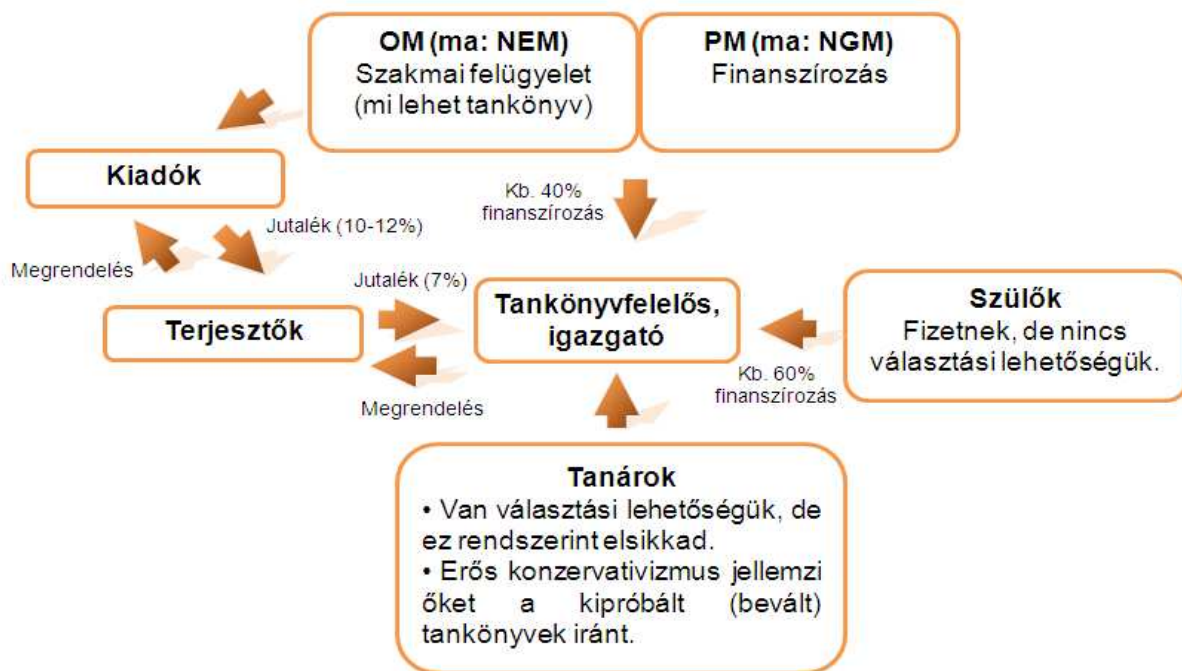 OM (ma: NEM)
Szakmai felügyelet
(mi lehet tankönyv)
PM (ma: NGM)
Finanszírozás
Kiadók
Kb. 40%
finanszírozás
Jutalék (10-12%)
Megrendelés
Jutalék (7%)
Terjesztők
Tankönyvfelelős,
igazgató
Szülők
Fizetnek, de nincs
választási lehetőségük.
Kb. 60%
finanszírozás
Megrendelés
Tanárok
• Van választási lehetőségük, de
ez rendszerint elsikkad.
• Erős konzervativizmus jellemzi
őket a kipróbált (bevált)
tankönyvek iránt.